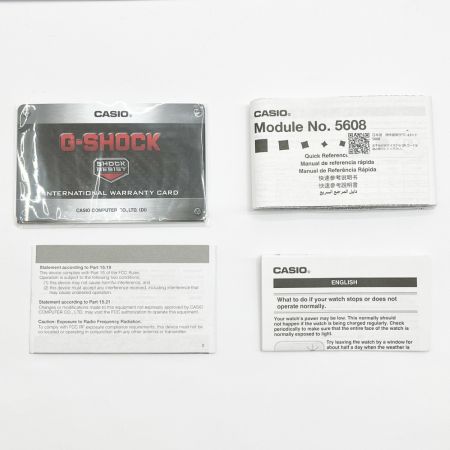 CASIO
G-SHOCK
SHOCK
RESIST
INTERNATIONAL WARRANTY CARD
CASIO COMPUTER CO., LTD. (DI)
CASIO®
Module No. 5608
Quick Reference
Manual de referencia rápida
Manual de Referência Rápida
快速参考说明书
快速參考說明書
دليل المرجع السريع
Statement according to Part 15.19
This device complies with Part 15 of the FCC Rules.
Operation is subject to the following two conditions:
(1) this device may not cause harmful interference, and
(2) this device must accept any interference received, including interference that
may cause undesired operation.
Statement according to Part 15.21
Changes or modifications made to this equipment not expressly approved by CASIO
COMPUTER CO., LTD. may void the FCC authorization to operate this equipment.
Caution: Exposure to Radio Frequency Radiation.
To comply with FCC RF exposure compliance requirements, this device must not be
co-located or operating in conjunction with any other antenna or transmitter.
CASIO®
ENGLISH
What to do if your watch stops or does not
operate normally.
Your watch's power may be low. This normally should
not happen if the watch is being charged regularly. Check
periodically to make sure that the entire face of the watch is
normally exposed to light.
Try leaving the watch by a window for
about half a day when the weather is